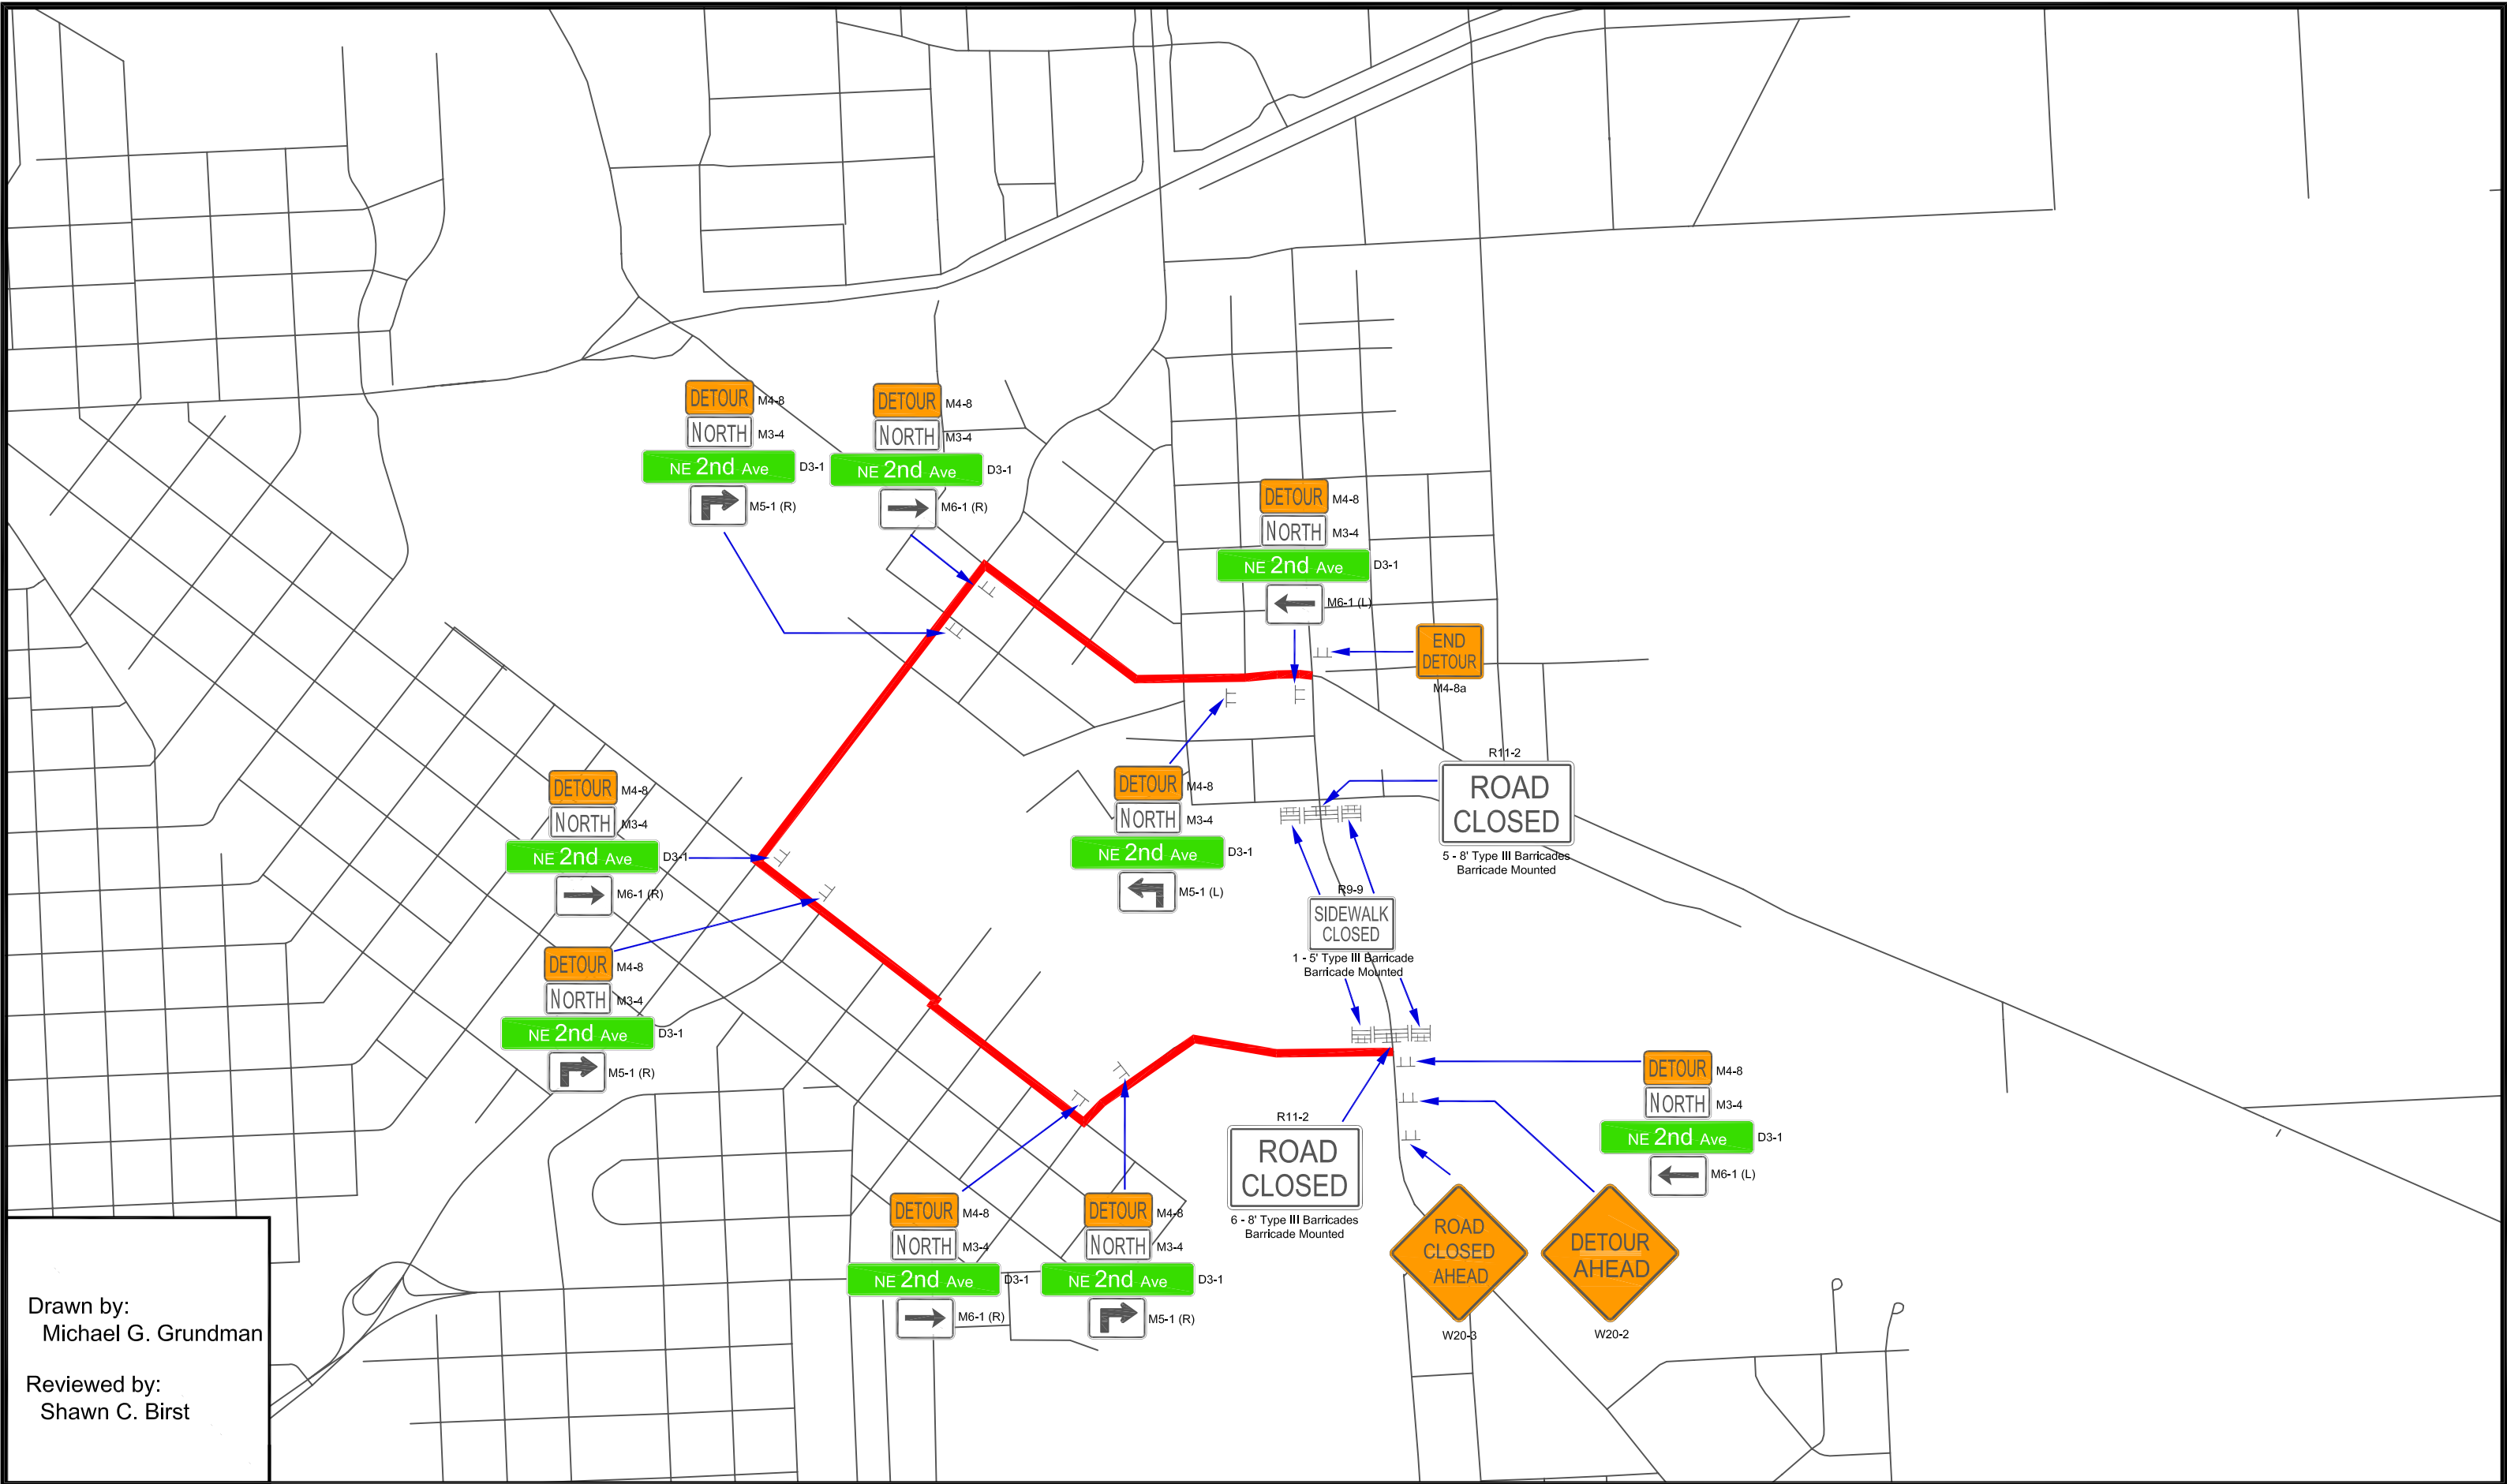 DETOUR M4-8
NORTH M3-4
NE 2nd Ave D3-1
M5-1 (R)
DETOUR M4-8
NORTH M3-4
NE 2nd Ave D3-1
M6-1 (R)
DETOUR M4-8
NORTH M3-4
NE 2nd Ave D3-1
M6-1 (L)
END
DETOUR
M4-8a
R11-2
ROAD
CLOSED
5 - 8' Type III Barricades
Barricade Mounted
DETOUR M4-8
NORTH M3-4
NE 2nd Ave D3-1
M6-1 (R)
DETOUR M4-8
NORTH M3-4
NE 2nd Ave D3-1
M5-1 (L)
R9-9
SIDEWALK
CLOSED
1 - 5' Type III Barricade
Barricade Mounted
DETOUR M4-8
NORTH M3-4
NE 2nd Ave D3-1
M5-1 (R)
DETOUR M4-8
NORTH M3-4
NE 2nd Ave D3-1
M6-1 (L)
R11-2
ROAD
CLOSED
6 - 8' Type III Barricades
Barricade Mounted
DETOUR M4-8
NORTH M3-4
NE 2nd Ave D3-1
M6-1 (R)
DETOUR M4-8
NORTH M3-4
NE 2nd Ave D3-1
M5-1 (R)
ROAD
CLOSED
AHEAD
W20-3
DETOUR
AHEAD
W20-2
Drawn by:
Michael G. Grundman
Reviewed by:
Shawn C. Birst